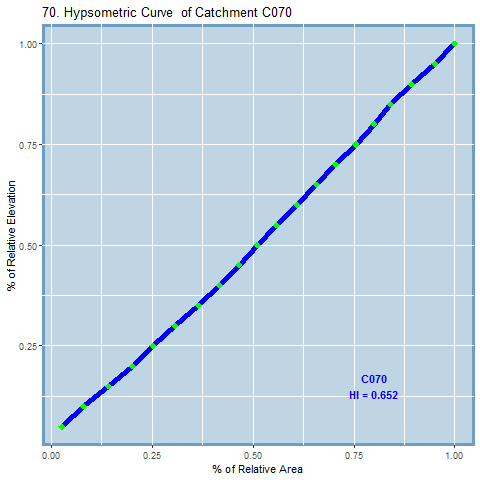 70. Hypsometric Curve  of Catchment C070
% of Relative Elevation
1.00
0.75
0.50
0.25
C070
HI = 0.652
0.00 0.25 0.50 0.75 1.00
% of Relative Area